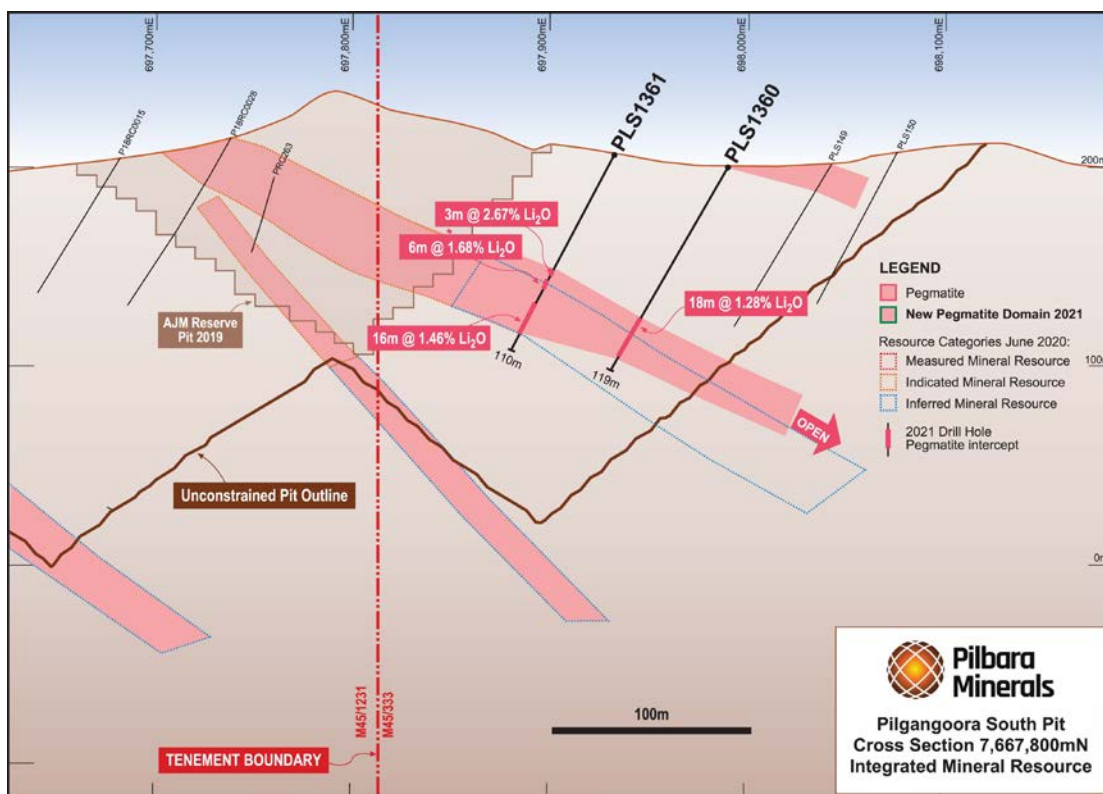 697,700mE
697,800mE
697,900mE
698,000mE
698,100mE
P18RC0015
P18RC0028
PRC263
PLS1361
PLS1360
PLS149
PLS150
200m
3m @ 2.67% Li₂O
6m @ 1.68% Li₂O
18m @ 1.28% Li₂O
16m @ 1.46% Li₂O
AJM Reserve
Pit 2019
110m
119m
OPEN
100m
0m
Unconstrained Pit Outline
LEGEND
Pegmatite
New Pegmatite Domain 2021
Resource Categories June 2020:
Measured Mineral Resource
Indicated Mineral Resource
Inferred Mineral Resource
2021 Drill Hole
Pegmatite intercept
M45/1231
M45/333
TENEMENT BOUNDARY
100m
Pilbara
Minerals
Pilgangoora South Pit
Cross Section 7,667,800mN
Integrated Mineral Resource